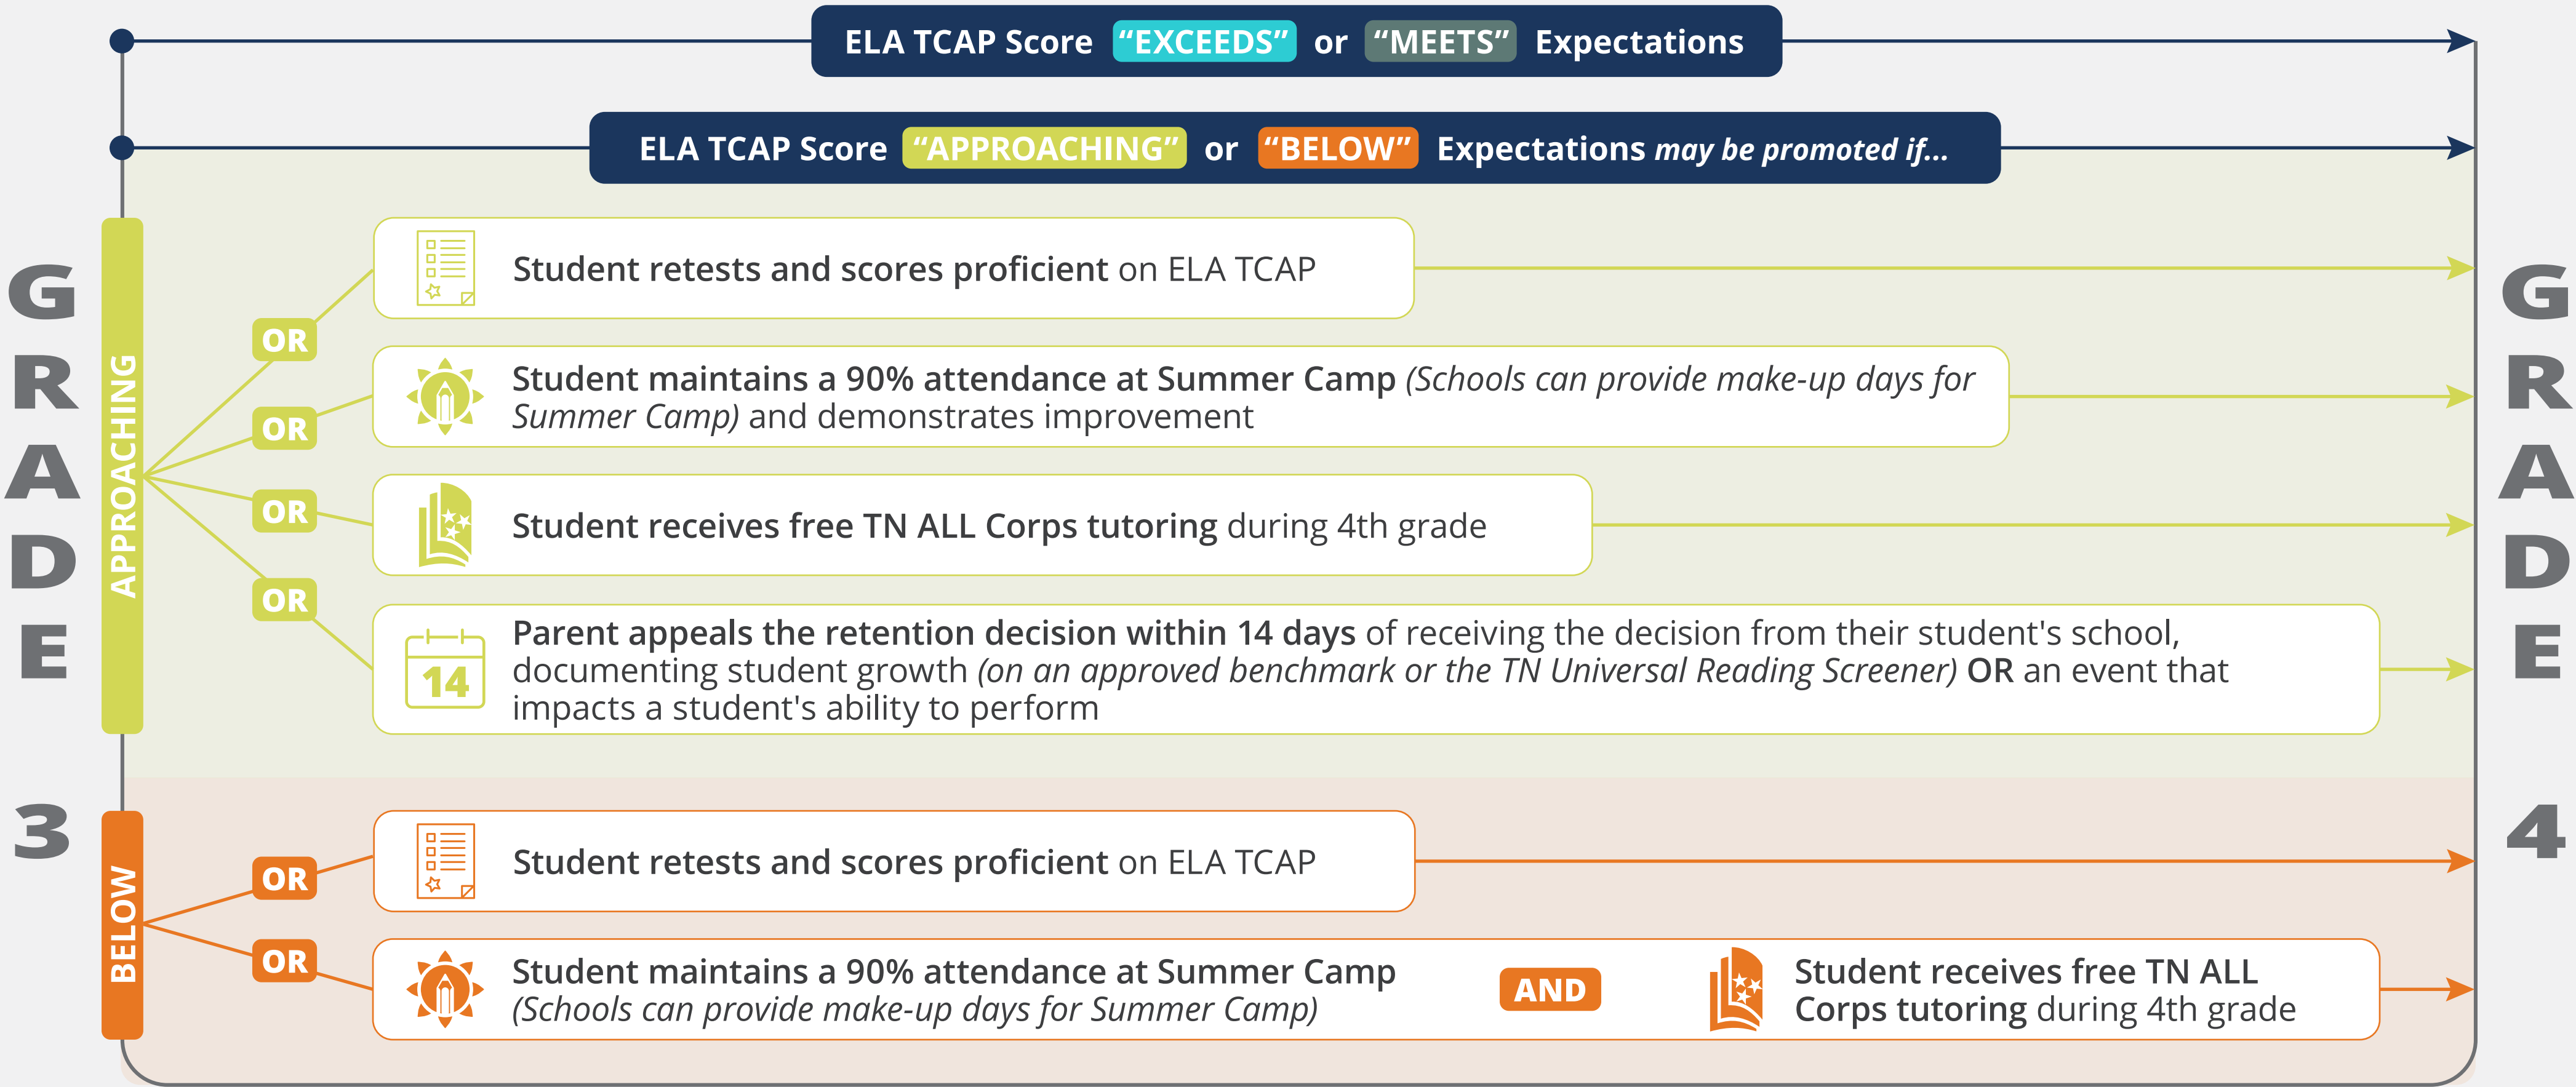 ELA TCAP Score “EXCEEDS” or “MEETS” Expectations
ELA TCAP Score “APPROACHING” or “BELOW” Expectations may be promoted if...
GRADE 3
APPROACHING
OR
Student retests and scores proficient on ELA TCAP
OR
Student maintains a 90% attendance at Summer Camp (Schools can provide make-up days for
Summer Camp) and demonstrates improvement
OR
Student receives free TN ALL Corps tutoring during 4th grade
OR
14
Parent appeals the retention decision within 14 days of receiving the decision from their student's school,
documenting student growth (on an approved benchmark or the TN Universal Reading Screener) OR an event that
impacts a student's ability to perform
BELOW
OR
Student retests and scores proficient on ELA TCAP
OR
Student maintains a 90% attendance at Summer Camp
(Schools can provide make-up days for Summer Camp)
AND
Student receives free TN ALL
Corps tutoring during 4th grade
GRADE 4